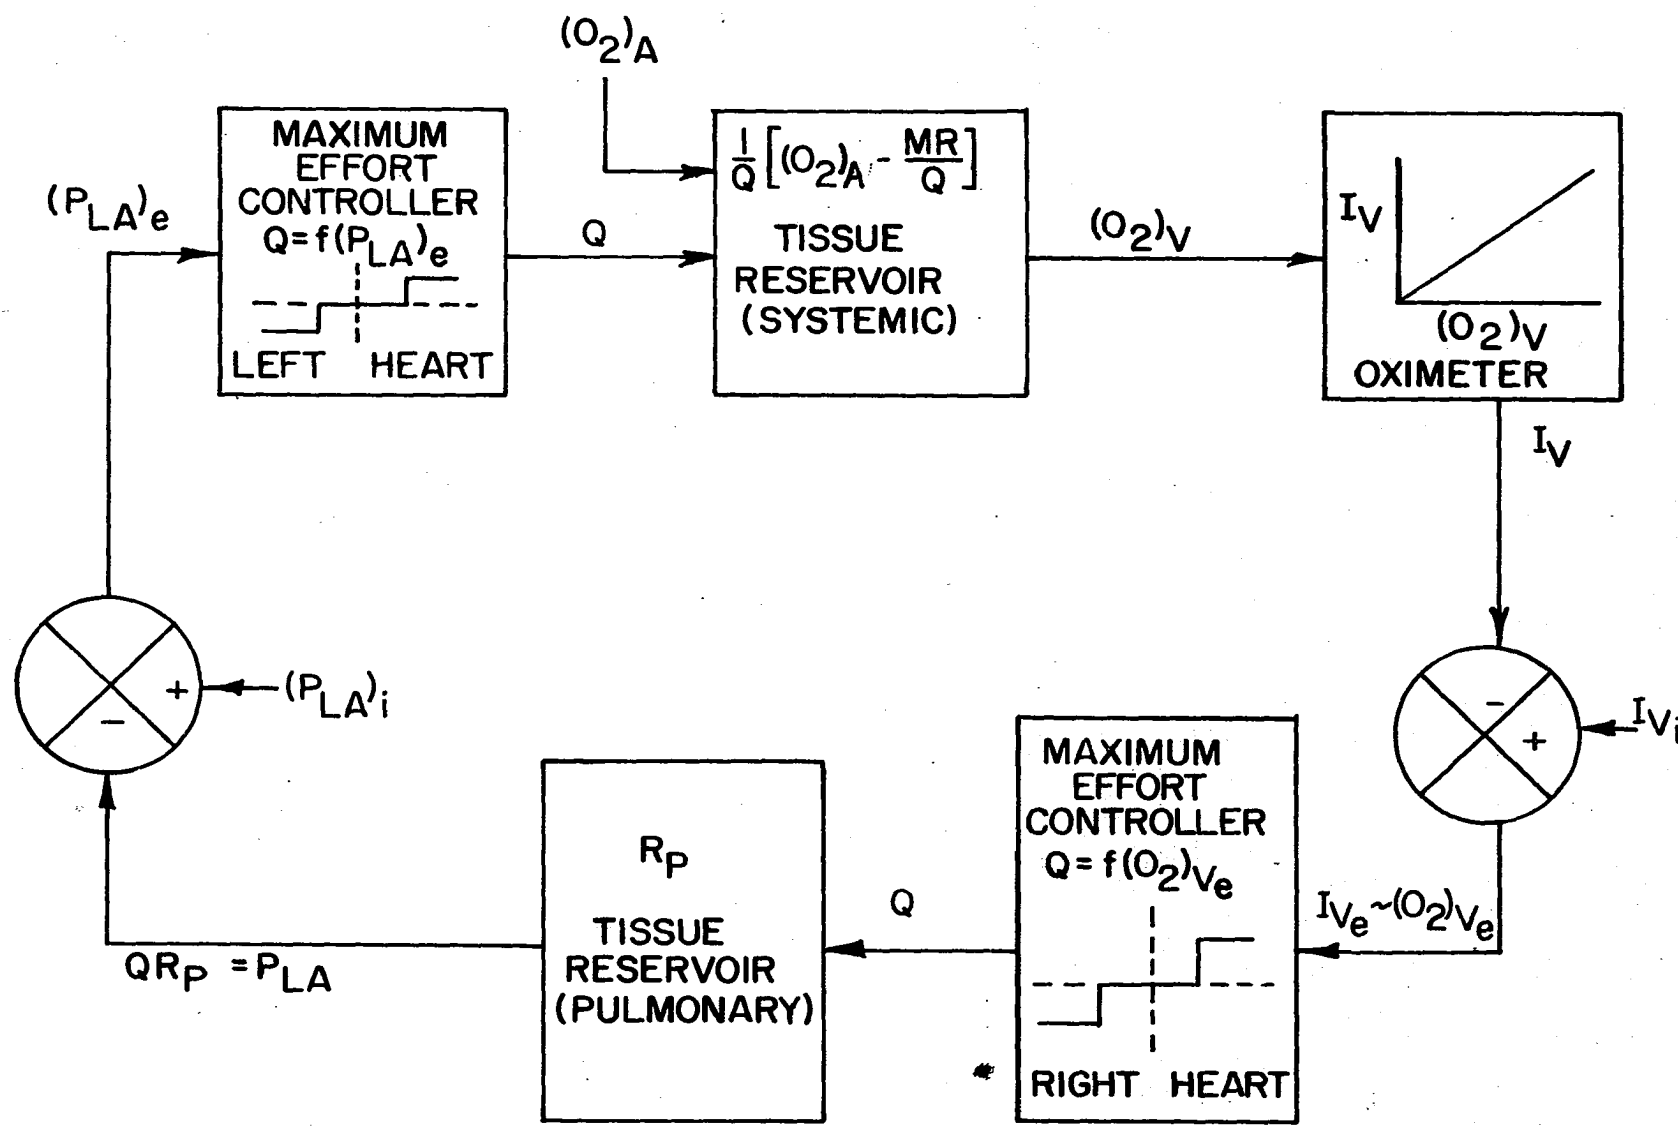 (O₂)A
MAXIMUM
EFFORT
CONTROLLER
Q=f(PLA)e
LEFT HEART
(PLA)e
Q
1/Q [(O₂)A - MR/Q]
TISSUE
RESERVOIR
(SYSTEMIC)
(O₂)V
IV
(O₂)V
OXIMETER
IV
+
-
(PLA)i
-
+
IVi
MAXIMUM
EFFORT
CONTROLLER
Q=f(O₂)Ve
RIGHT HEART
IVe~(O₂)Ve
Q
RP
TISSUE
RESERVOIR
(PULMONARY)
QRP = PLA